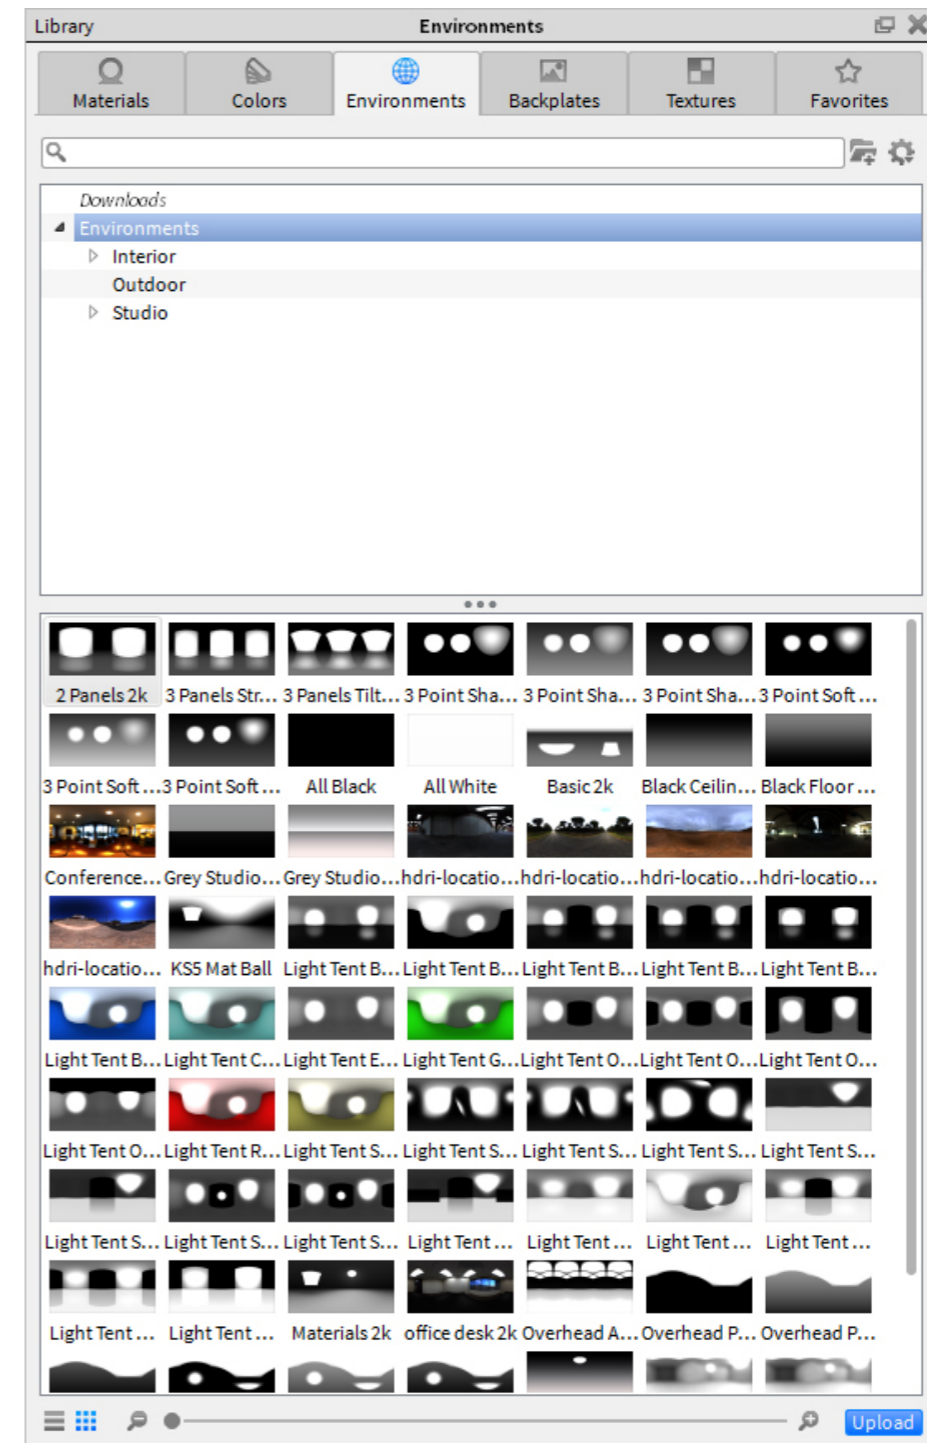 Library Environments
Materials Colors Environments Backplates Textures Favorites
Downloads
Environments
Interior
Outdoor
Studio
2 Panels 2k 3 Panels Str... 3 Panels Tilt... 3 Point Sha... 3 Point Sha... 3 Point Sha... 3 Point Soft ...
3 Point Soft ... 3 Point Soft ... All Black All White Basic 2k Black Ceilin... Black Floor ...
Conference... Grey Studio... Grey Studio... hdri-locatio... hdri-locatio... hdri-locatio... hdri-locatio...
hdri-locatio... KS5 Mat Ball Light Tent B... Light Tent B... Light Tent B... Light Tent B... Light Tent B...
Light Tent B... Light Tent C... Light Tent E... Light Tent G... Light Tent O... Light Tent O... Light Tent O...
Light Tent O... Light Tent R... Light Tent S... Light Tent S... Light Tent S... Light Tent S... Light Tent S...
Light Tent S... Light Tent S... Light Tent S... Light Tent ... Light Tent ... Light Tent ... Light Tent ...
Light Tent ... Light Tent ... Materials 2k office desk 2k Overhead A... Overhead P... Overhead P...
Upload